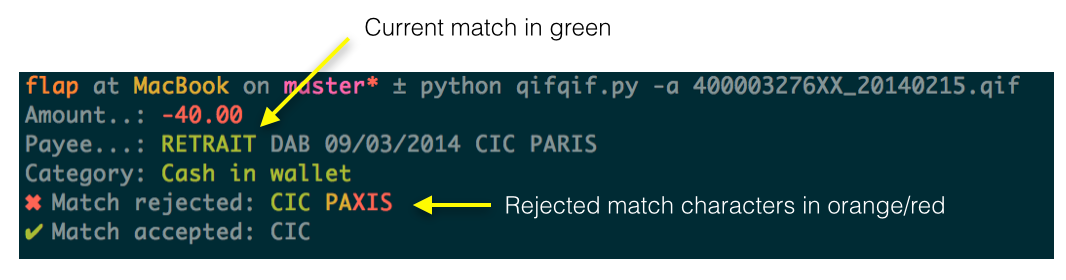 Current match in green
flap at MacBook on master* ± python qifqif.py -a 400003276XX_20140215.qif
Amount..: -40.00
Payee...: RETRAIT DAB 09/03/2014 CIC PARIS
Category: Cash in wallet
✖ Match rejected: CIC PAXIS
Rejected match characters in orange/red
✔ Match accepted: CIC